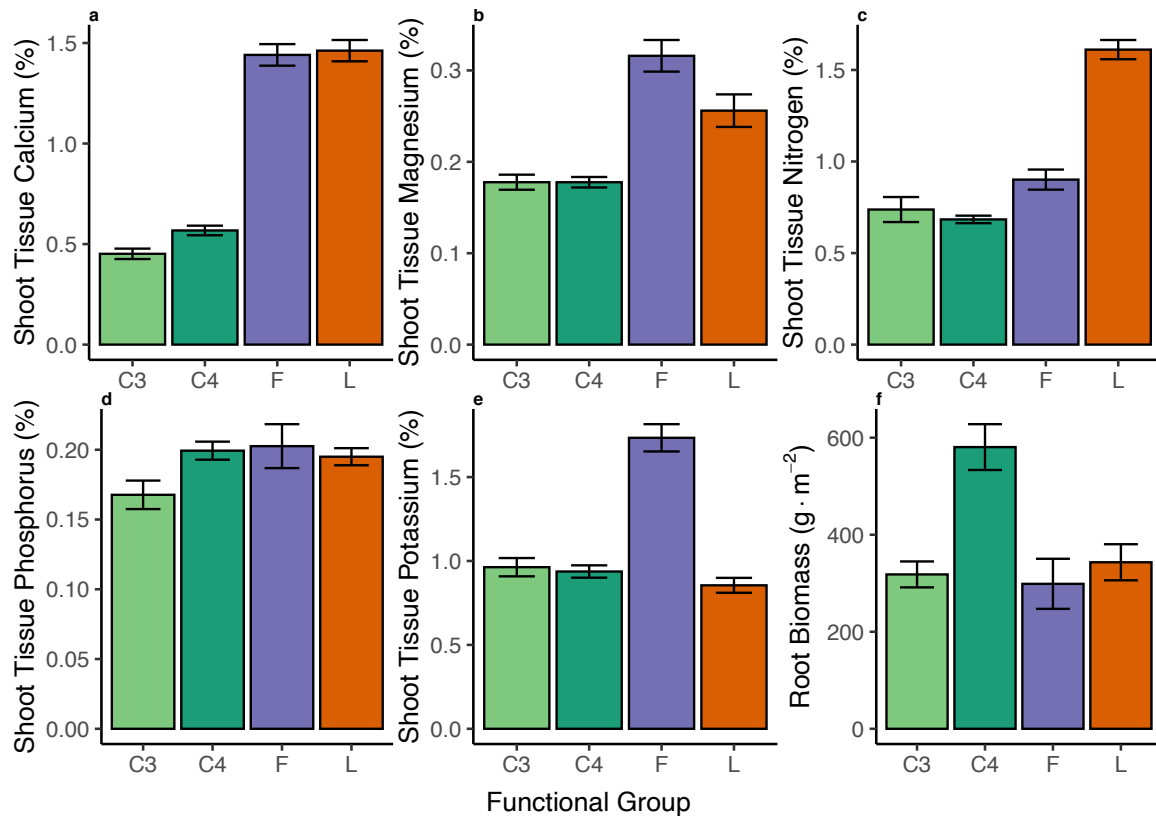 a
Shoot Tissue Calcium (%)
1.5
1.0
0.5
0.0
C3 C4 F L
b
Shoot Tissue Magnesium (%)
0.3
0.2
0.1
0.0
C3 C4 F L
c
Shoot Tissue Nitrogen (%)
1.5
1.0
0.5
0.0
C3 C4 F L
d
Shoot Tissue Phosphorus (%)
0.20
0.15
0.10
0.05
0.00
C3 C4 F L
e
Shoot Tissue Potassium (%)
1.5
1.0
0.5
0.0
C3 C4 F L
f
Root Biomass (g · m⁻²)
600
400
200
0
C3 C4 F L
Functional Group